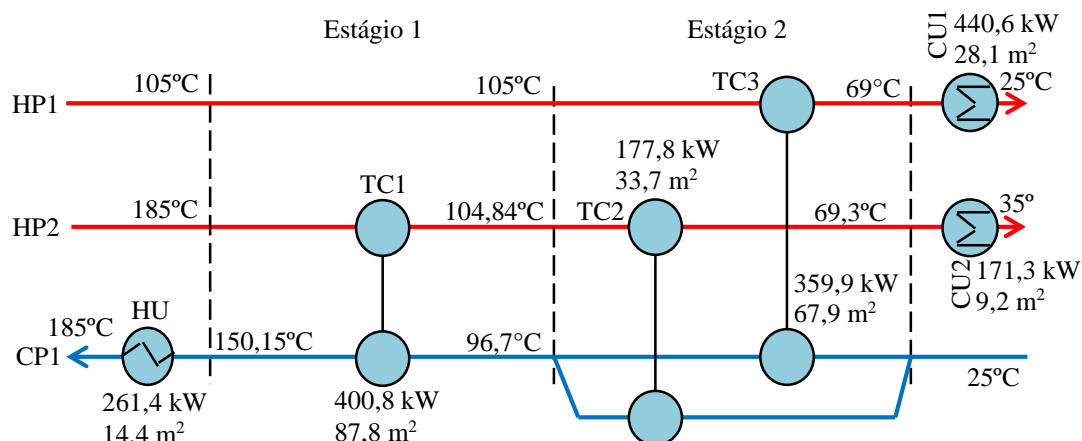 Estágio 1
Estágio 2
CU1
440,6 kW
28,1 m²
HP1
105ºC
105ºC
TC3
69°C
25ºC
177,8 kW
33,7 m²
TC1
HP2
185ºC
104,84ºC
TC2
69,3ºC
35º
CU2
171,3 kW
9,2 m²
359,9 kW
67,9 m²
HU
185ºC
CP1
150,15ºC
96,7°C
25ºC
261,4 kW
14,4 m²
400,8 kW
87,8 m²